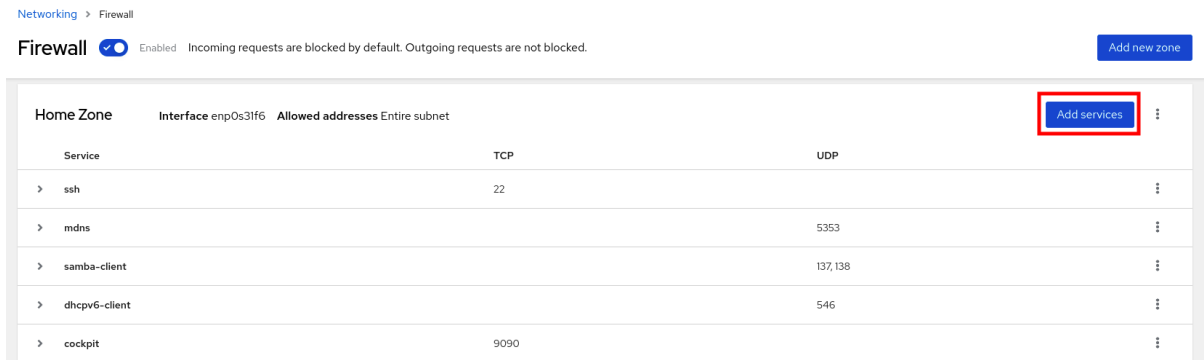 Networking > Firewall
Firewall Enabled Incoming requests are blocked by default. Outgoing requests are not blocked. Add new zone
Home Zone Interface enp0s31f6 Allowed addresses Entire subnet Add services
Service TCP UDP
ssh 22
mdns 5353
samba-client 137, 138
dhcpv6-client 546
cockpit 9090